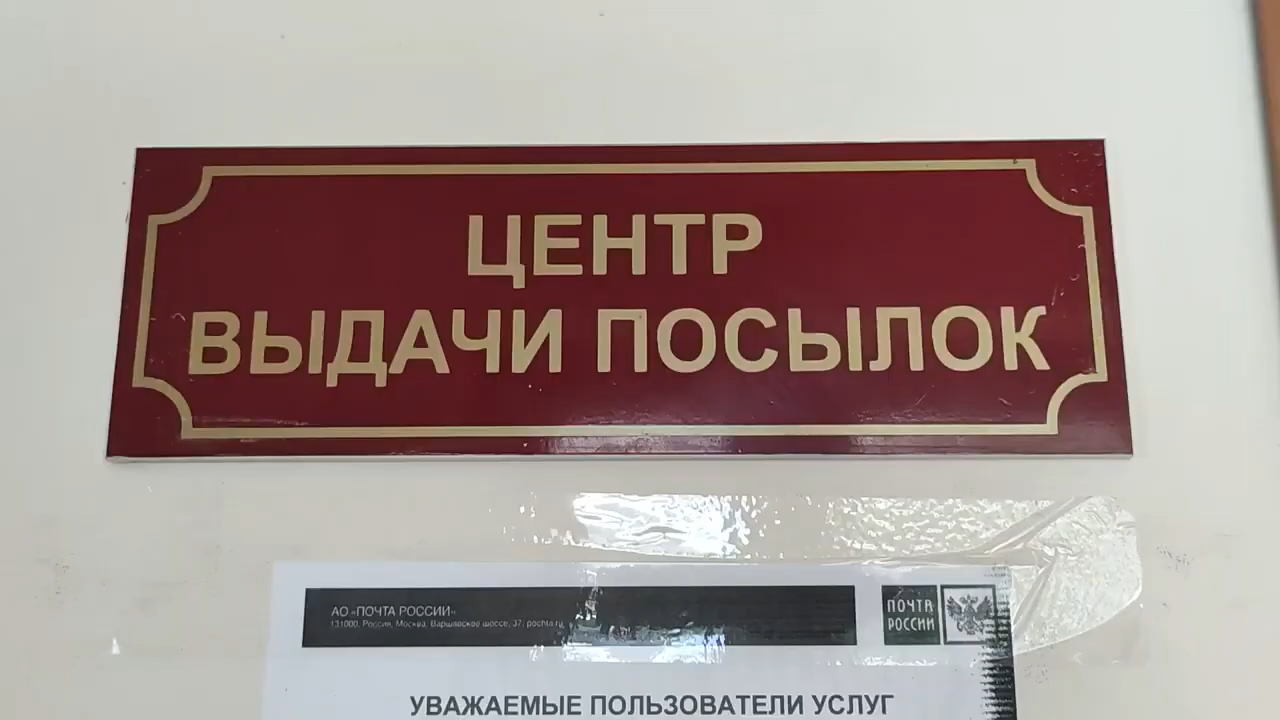 ЦЕНТР
ВЫДАЧИ ПОСЫЛОК
АО «ПОЧТА РОССИИ»
131000, Россия, Москва, Варшавское шоссе, 37; pochta.ru
ПОЧТА
РОССИИ
УВАЖАЕМЫЕ ПОЛЬЗОВАТЕЛИ УСЛУГ